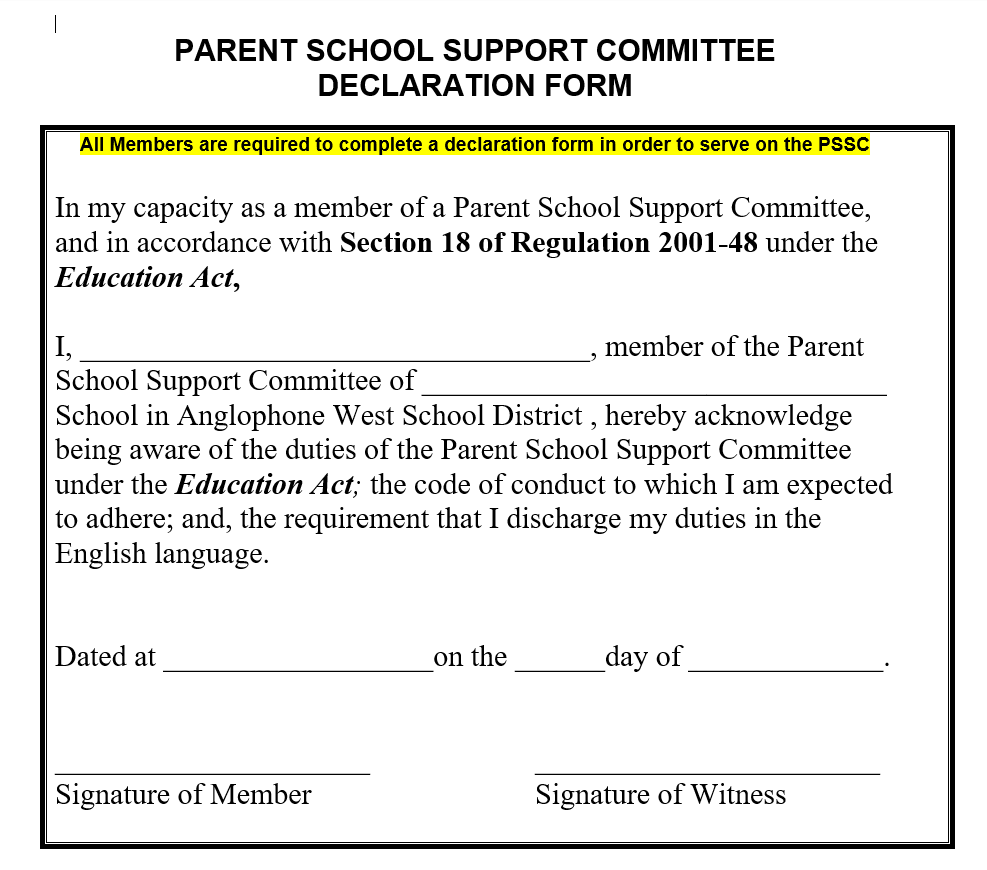 PARENT SCHOOL SUPPORT COMMITTEE
DECLARATION FORM
All Members are required to complete a declaration form in order to serve on the PSSC
In my capacity as a member of a Parent School Support Committee,
and in accordance with Section 18 of Regulation 2001-48 under the
Education Act,
I, __________________________________, member of the Parent
School Support Committee of _______________________________
School in Anglophone West School District , hereby acknowledge
being aware of the duties of the Parent School Support Committee
under the Education Act; the code of conduct to which I am expected
to adhere; and, the requirement that I discharge my duties in the
English language.
Dated at __________________on the ______day of _____________.
_____________________ _______________________
Signature of Member Signature of Witness